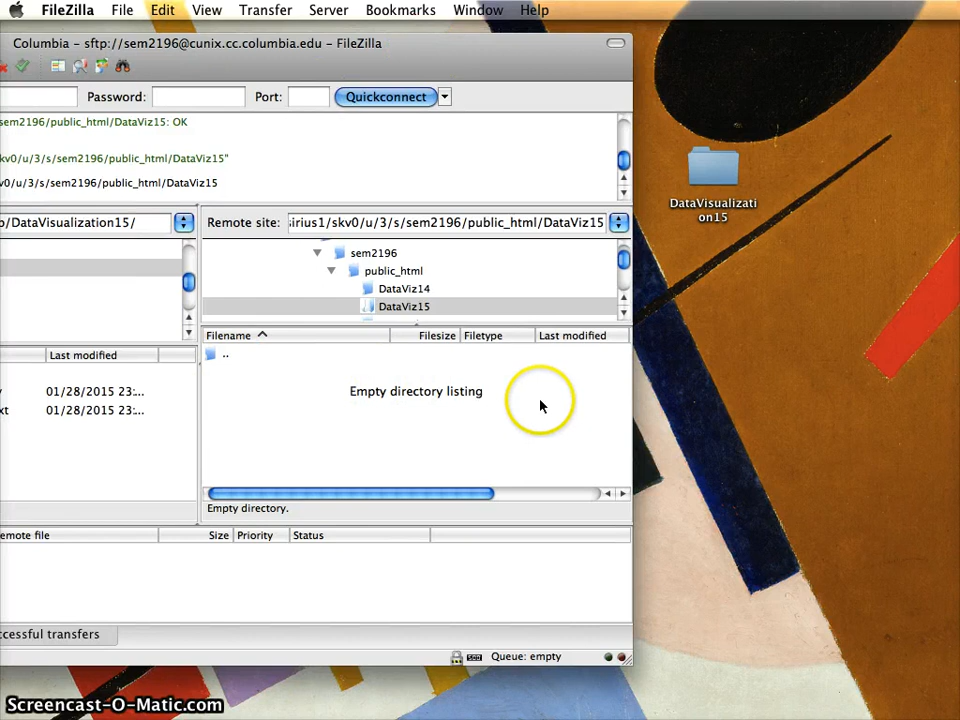 FileZilla File Edit View Transfer Server Bookmarks Window Help
Columbia - sftp://sem2196@cunix.cc.columbia.edu - FileZilla
Password: Port: Quickconnect
sem2196/public_html/DataViz15: OK
skv0/u/3/s/sem2196/public_html/DataViz15"
v0/u/3/s/sem2196/public_html/DataViz15
p/DataVisualization15/ Remote site: irius1/skv0/u/3/s/sem2196/public_html/DataViz15
sem2196
public_html
DataViz14
DataViz15
Filename Filesize Filetype Last modified
Last modified
..
01/28/2015 23:...
xt 01/28/2015 23:...
Empty directory listing
Empty directory.
emote file Size Priority Status
ccessful transfers
Queue: empty
DataVisualizati
on15
Screencast-O-Matic.com